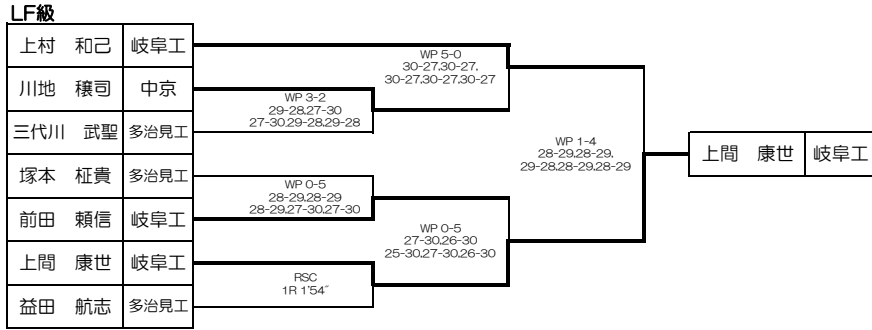 LF級
上村 和己 岐阜工
川地 穣司 中京
三代川 武聖 多治見工
塚本 柾貴 多治見工
前田 頼信 岐阜工
上間 康世 岐阜工
益田 航志 多治見工
WP 3-2
29-28.27-30
27-30.29-28.29-28
WP 0-5
28-29.28-29
28-29.27-30.27-30
RSC
1R 1'54"
WP 5-0
30-27.30-27.
30-27.30-27.30-27
WP 0-5
27-30.26-30
25-30.27-30.26-30
WP 1-4
28-29.28-29.
29-28.28-29.28-29
上間 康世 岐阜工